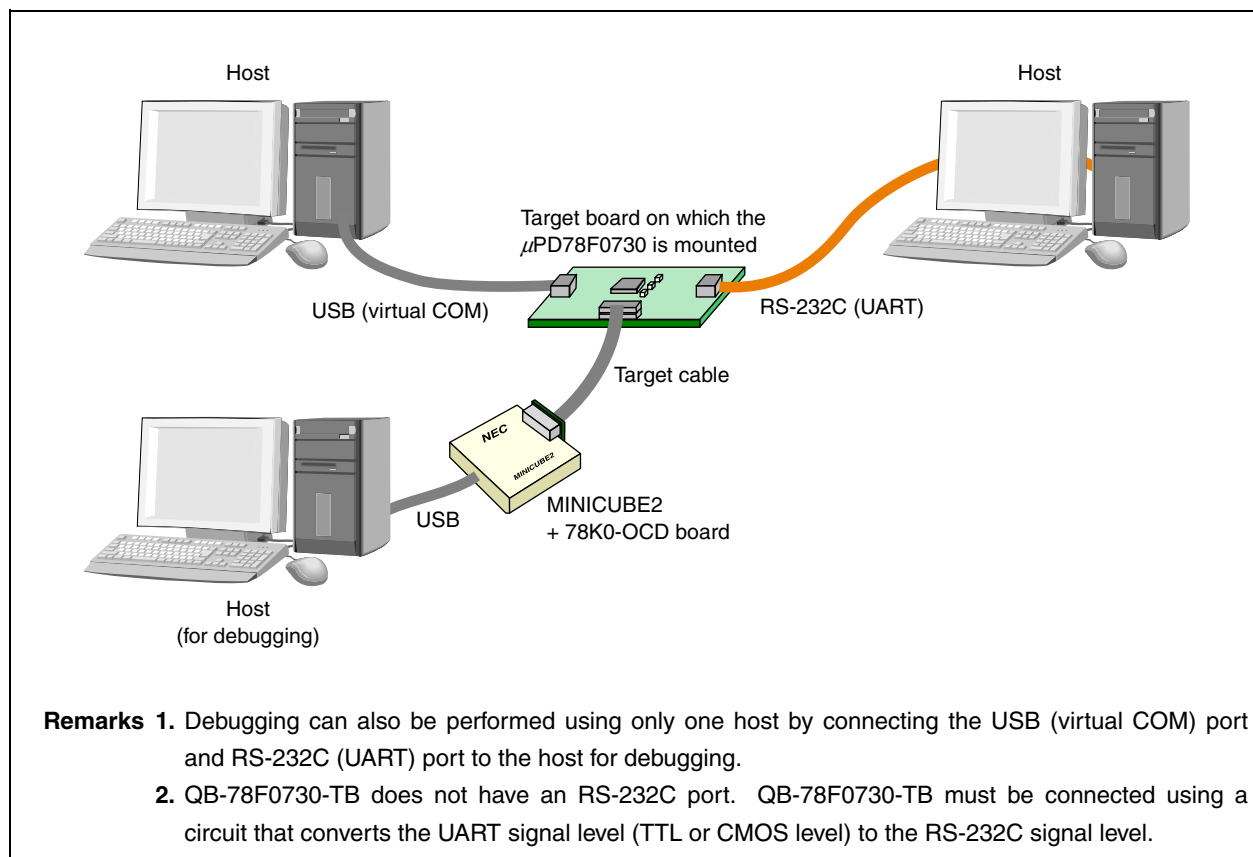 Host
Host
Target board on which the
μPD78F0730 is mounted
USB (virtual COM)
RS-232C (UART)
Target cable
NEC
MINICUBE2
USB
MINICUBE2
+ 78K0-OCD board
Host
(for debugging)
Remarks 1. Debugging can also be performed using only one host by connecting the USB (virtual COM) port
and RS-232C (UART) port to the host for debugging.
2. QB-78F0730-TB does not have an RS-232C port. QB-78F0730-TB must be connected using a
circuit that converts the UART signal level (TTL or CMOS level) to the RS-232C signal level.